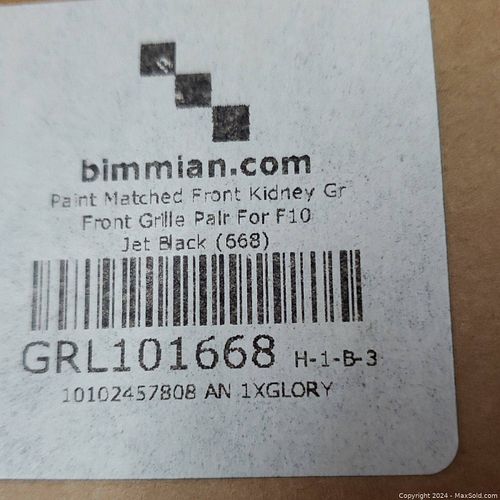 bimmian.com
Paint Matched Front Kidney Gr
Front Grille Pair For F10
Jet Black (668)
GRL101668 H-1-B-3
10102457808 AN 1XGLORY
Copyright © 2024 - MaxSold.com